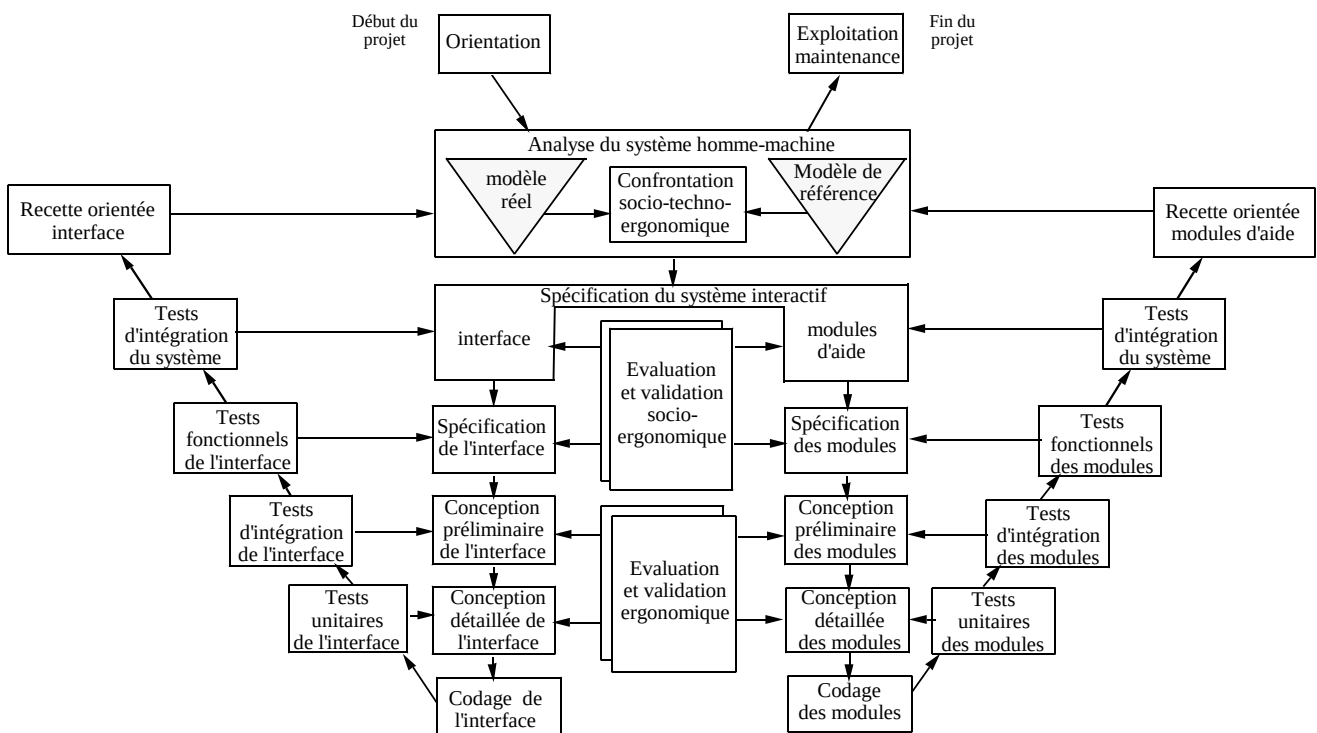 Début du
projet
Orientation
Exploitation
maintenance
Fin du
projet
Analyse du système homme-machine
modèle
réel
Confrontation
socio-techno-
ergonomique
Modèle de
référence
Recette orientée
interface
Recette orientée
modules d'aide
Spécification du système interactif
interface
modules
d'aide
Tests
d'intégration
du système
Tests
d'intégration
du système
Evaluation
et validation
socio-
ergonomique
Tests
fonctionnels
de l'interface
Spécification
de l'interface
Spécification
des modules
Tests
fonctionnels
des modules
Tests
d'intégration
de l'interface
Conception
préliminaire
de l'interface
Conception
préliminaire
des modules
Tests
d'intégration
des modules
Evaluation
et validation
ergonomique
Tests
unitaires
de l'interface
Conception
détaillée de
l'interface
Conception
détaillée
des modules
Tests
unitaires
des modules
Codage de
l'interface
Codage
des modules